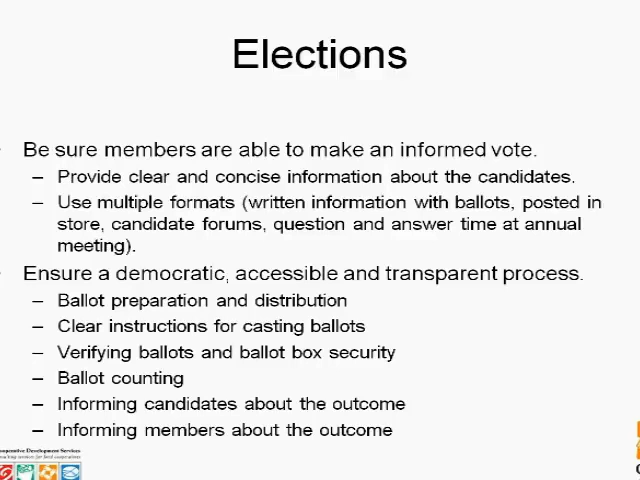 Elections
Be sure members are able to make an informed vote.
– Provide clear and concise information about the candidates.
– Use multiple formats (written information with ballots, posted in
store, candidate forums, question and answer time at annual
meeting).
Ensure a democratic, accessible and transparent process.
– Ballot preparation and distribution
– Clear instructions for casting ballots
– Verifying ballots and ballot box security
– Ballot counting
– Informing candidates about the outcome
– Informing members about the outcome
Development Services